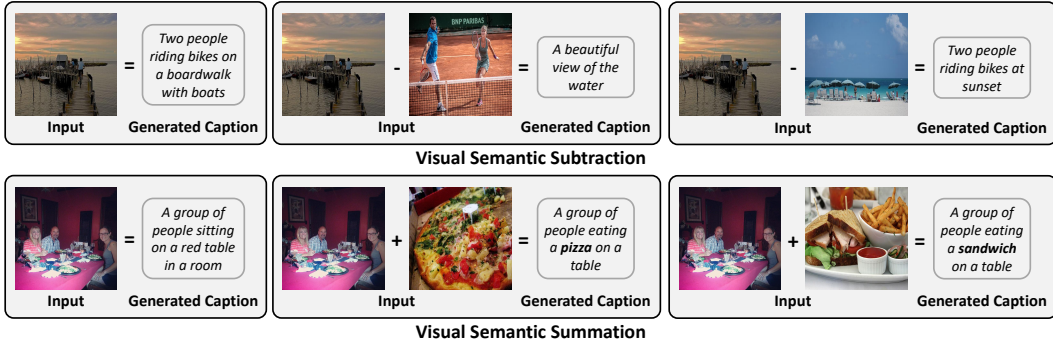 Two people
riding bikes on
a boardwalk
with boats
=
Input
Generated Caption
-
BNP PARIBAS
=
A beautiful
view of the
water
Input
Generated Caption
-
=
Two people
riding bikes at
sunset
Input
Generated Caption
Visual Semantic Subtraction
=
A group of
people sitting
on a red table
in a room
Input
Generated Caption
+
=
A group of
people eating
a pizza on a
table
Input
Generated Caption
+
=
A group of
people eating
a sandwich
on a table
Input
Generated Caption
Visual Semantic Summation